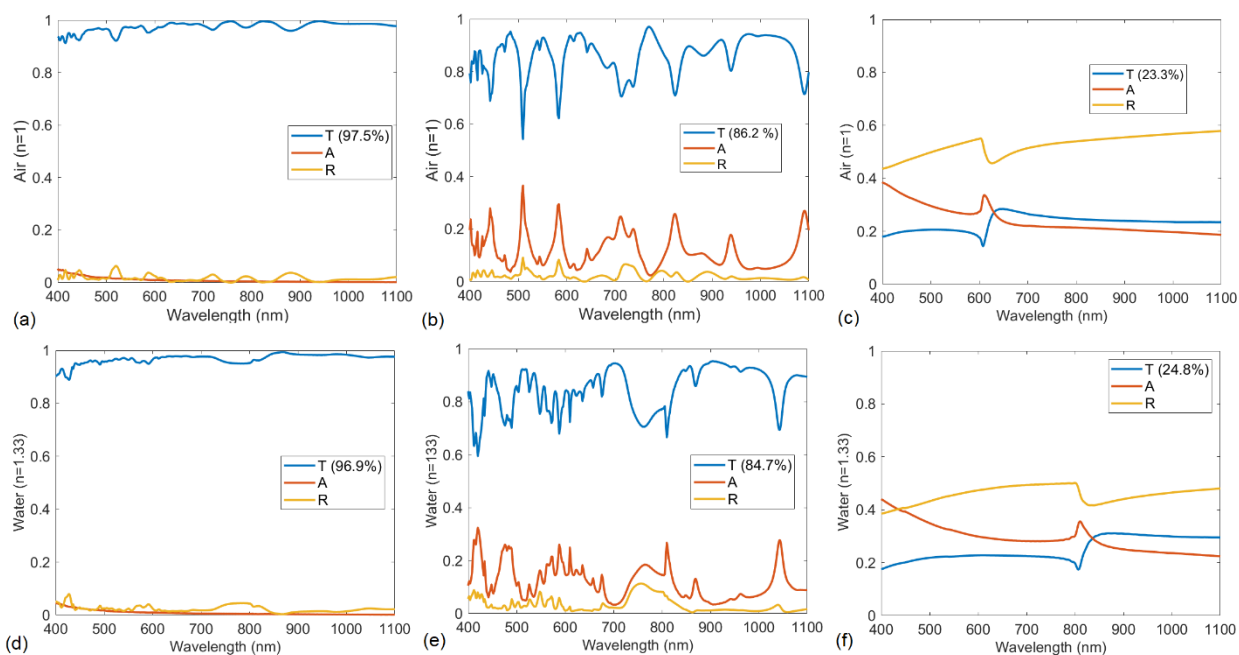 Air (n=1)
1
0.8
0.6
0.4
0.2
0
T (97.5%)
A
R
400 500 600 700 800 900 1000 1100
Wavelength (nm)
(a)
Air (n=1)
1
0.8
0.6
0.4
0.2
0
T (86.2 %)
A
R
400 500 600 700 800 900 1000 1100
Wavelength (nm)
(b)
Air (n=1)
1
0.8
0.6
0.4
0.2
0
T (23.3%)
A
R
400 500 600 700 800 900 1000 1100
Wavelength (nm)
(c)
Water (n=1.33)
1
0.8
0.6
0.4
0.2
0
T (96.9%)
A
R
400 500 600 700 800 900 1000 1100
Wavelength (nm)
(d)
Water (n=133)
1
0.8
0.6
0.4
0.2
0
T (84.7%)
A
R
400 500 600 700 800 900 1000 1100
Wavelength (nm)
(e)
Water (n=1.33)
1
0.8
0.6
0.4
0.2
0
T (24.8%)
A
R
400 500 600 700 800 900 1000 1100
Wavelength (nm)
(f)